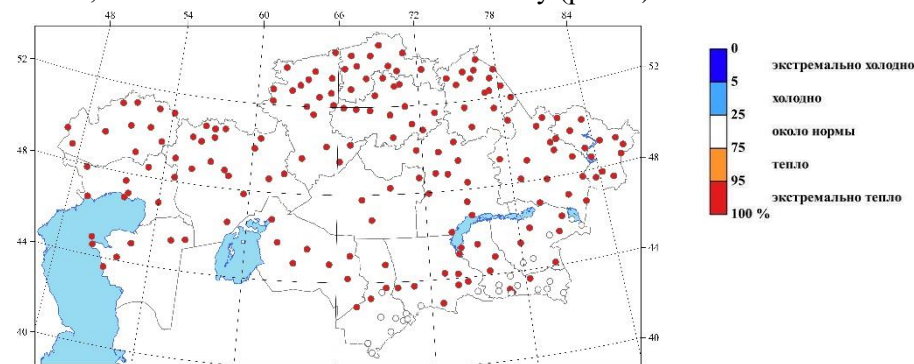 48 54 60 66 72 78 84
52 52
48 48
44 44
40 40
0
экстремально холодно
5
холодно
25
около нормы
75
тепло
95
экстремально тепло
100 %